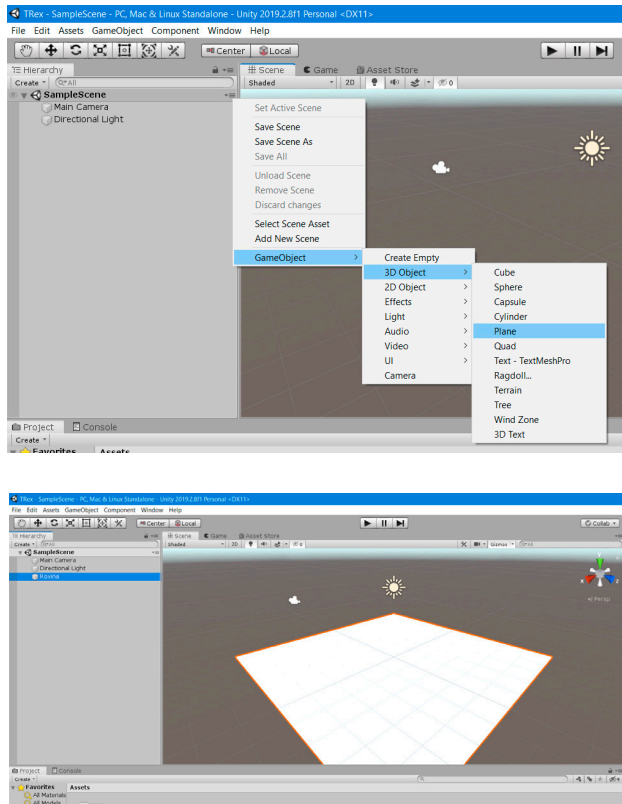 TRex - SampleScene - PC, Mac & Linux Standalone - Unity 2019.2.8f1 Personal <DX11>
File Edit Assets GameObject Component Window Help
Center Local
Hierarchy Scene Game Asset Store
Create All Shaded 2D 0
SampleScene
Main Camera
Directional Light
Set Active Scene
Save Scene
Save Scene As
Save All
Unload Scene
Remove Scene
Discard changes
Select Scene Asset
Add New Scene
GameObject
Create Empty
3D Object
2D Object
Effects
Light
Audio
Video
UI
Camera
Cube
Sphere
Capsule
Cylinder
Plane
Quad
Text - TextMeshPro
Ragdoll...
Terrain
Tree
Wind Zone
3D Text
Project Console
Create
Favorites Assets
TRex - SampleScene - PC, Mac & Linux Standalone - Unity 2019.2.8f1 Personal <DX11>
File Edit Assets GameObject Component Window Help
Center Local Collab
Hierarchy Scene Game Asset Store
Create All Shaded 2D 0 Gizmos All
SampleScene
Main Camera
Directional Light
Rovina
y
x
z
Persp
Project Console
Create
Favorites Assets
All Materials
All Models